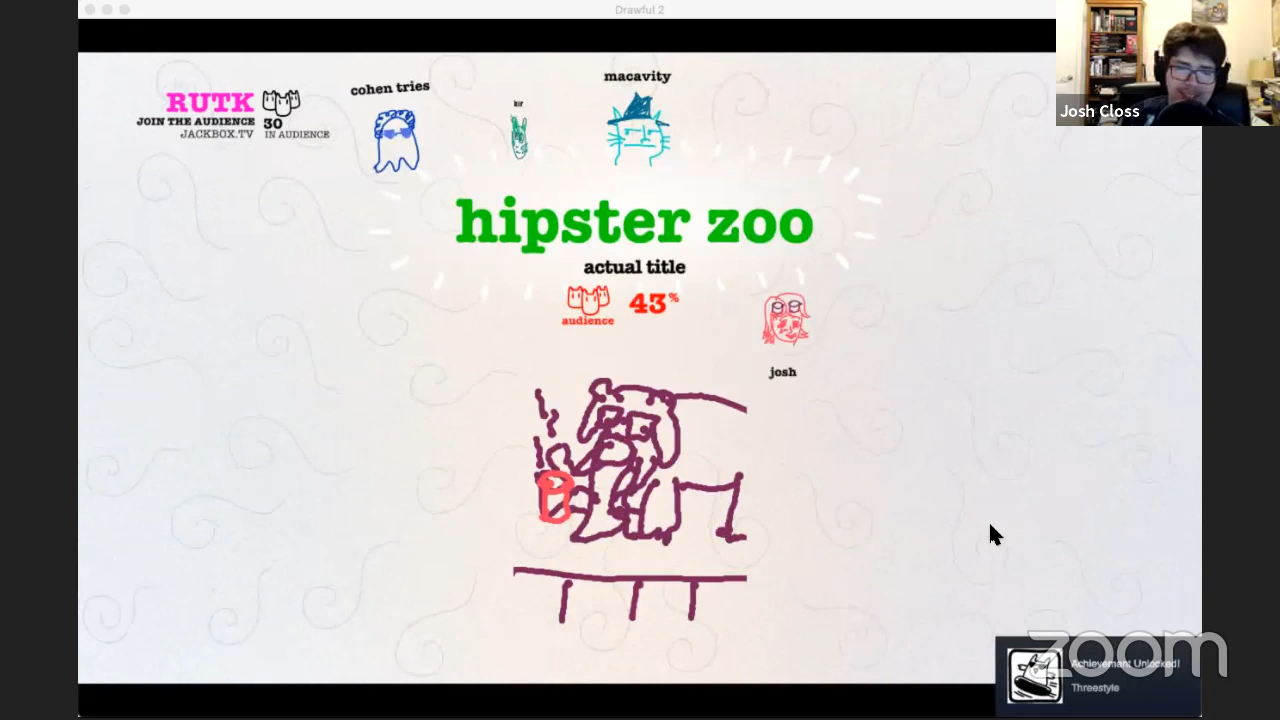 Drawful 2
RUTK
JOIN THE AUDIENCE
JACKBOX.TV
30
IN AUDIENCE
cohen tries
macavity
Josh Closs
hipster zoo
actual title
audience
43%
josh
zoom
Achievement Unlocked!
Threestyle